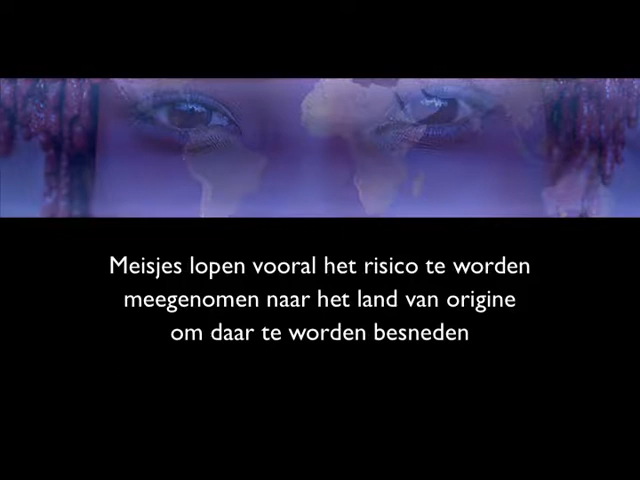 Meisjes lopen vooral het risico te worden
meegenomen naar het land van origine
om daar te worden besneden